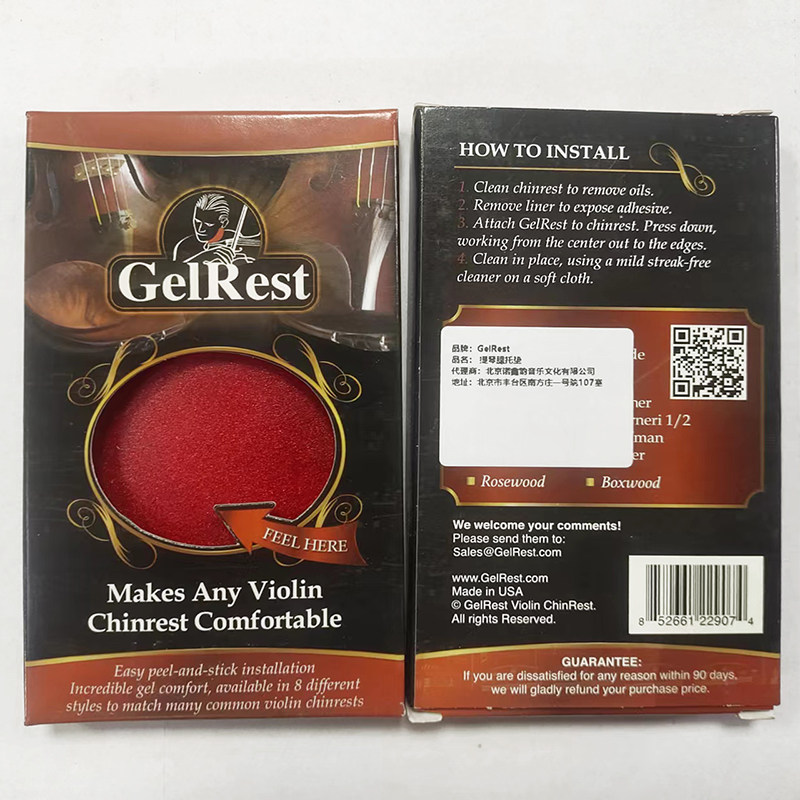 GelRest
FEEL HERE
Makes Any Violin
Chinrest Comfortable
Easy peel-and-stick installation
Incredible gel comfort, available in 8 different
styles to match many common violin chinrests
HOW TO INSTALL
1. Clean chinrest to remove oils.
2. Remove liner to expose adhesive.
3. Attach GelRest to chinrest. Press down,
working from the center out to the edges.
4. Clean in place, using a mild streak-free
cleaner on a soft cloth.
品牌：GelRest
品名：提琴腮托垫
代理商：北京诺鑫韵音乐文化有限公司
地址：北京市丰台区南方庄一号院107室
de
ner
rneri 1/2
man
er
Rosewood
Boxwood
We welcome your comments!
Please send them to:
Sales@GelRest.com
www.GelRest.com
Made in USA
© GelRest Violin ChinRest.
All rights Reserved.
8 52661 22907 4
GUARANTEE:
If you are dissatisfied for any reason within 90 days.
we will gladly refund your purchase price.